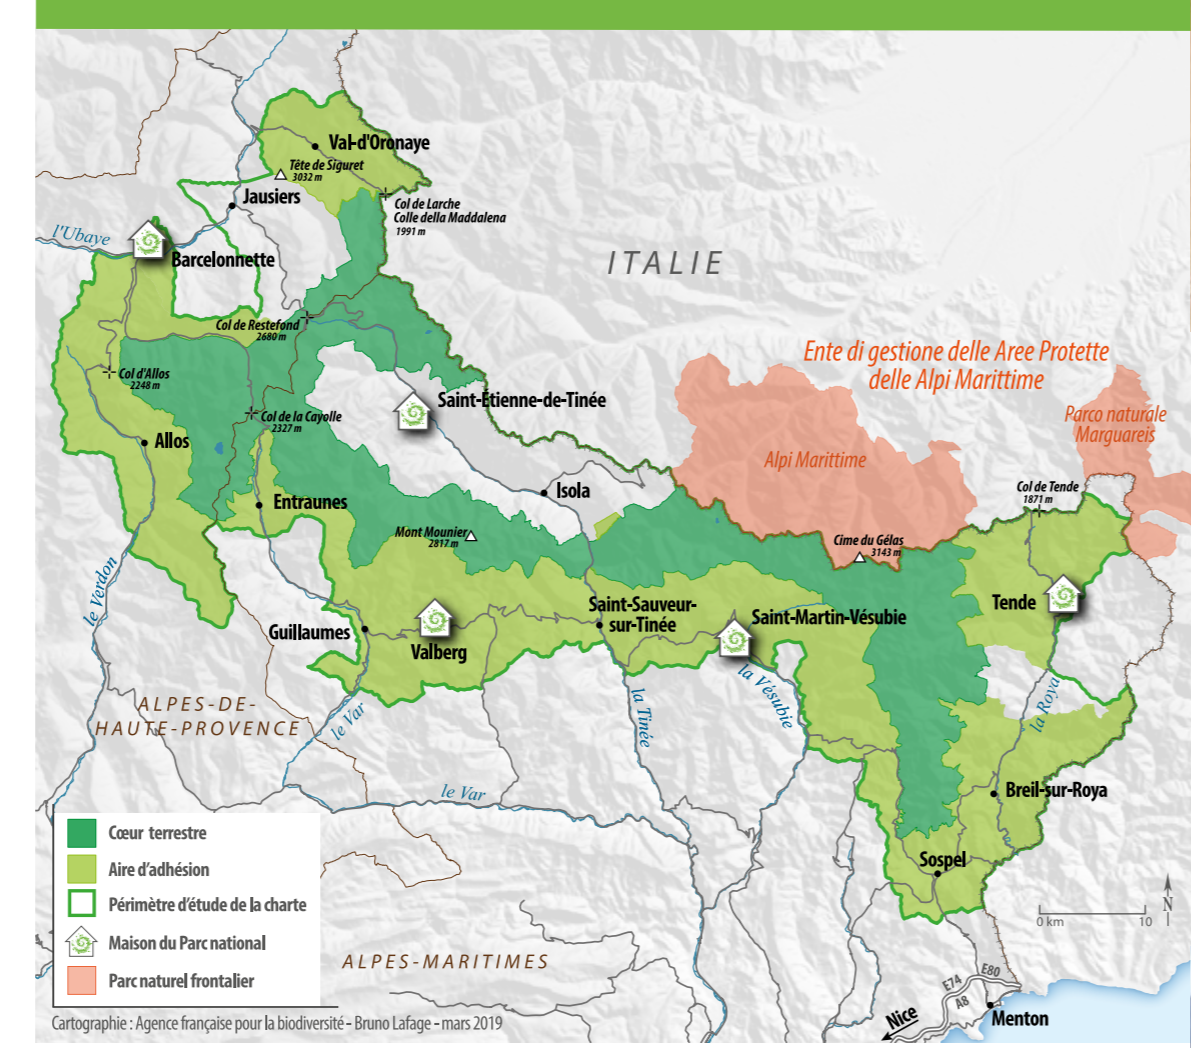 Val-d'Oronaye
Tête de Siguret
3032 m
Jausiers
Col de Larche
Colle della Maddalena
1991 m
l'Ubaye
Barcelonnette
ITALIE
Col de Restefond
2680 m
Ente di gestione delle Aree Protette
delle Alpi Marittime
Col d'Allos
2248 m
Saint-Étienne-de-Tinée
Parco naturale
Marguareis
Col de la Cayolle
2327 m
Allos
Alpi Marittime
Isola
Col de Tende
1871 m
Entraunes
Mont Mounier
2817 m
Cime du Gélas
3143 m
le Verdon
Tende
Saint-Sauveur-
sur-Tinée
Saint-Martin-Vésubie
Guillaumes
Valberg
la Vésubie
la Tinée
la Roya
ALPES-DE-
HAUTE-PROVENCE
le Var
le Var
Breil-sur-Roya
Cœur terrestre
Aire d'adhésion
Périmètre d'étude de la charte
Maison du Parc national
Parc naturel frontalier
Sospel
N
0 km 10
ALPES-MARITIMES
E74
E80
A8
Nice
Menton
Cartographie : Agence française pour la biodiversité - Bruno Lafage - mars 2019